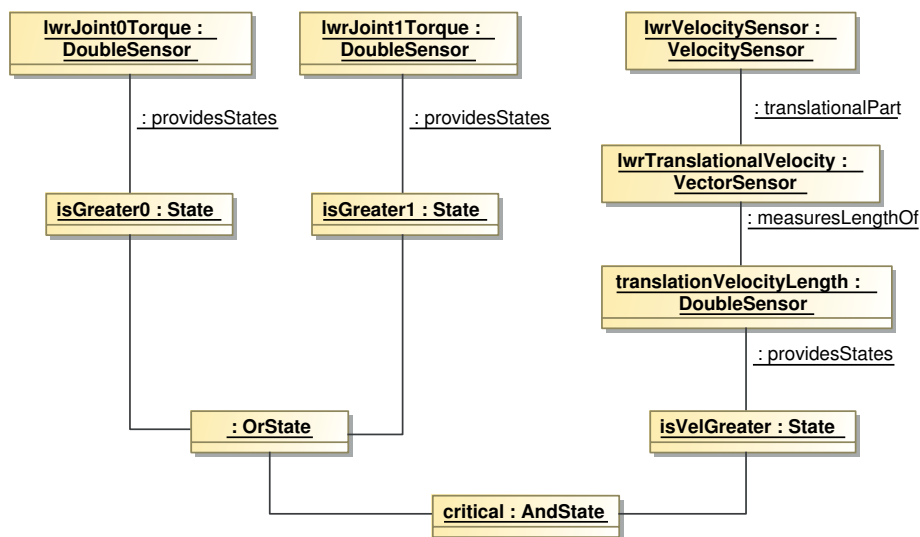 lwrJoint0Torque :
DoubleSensor
lwrJoint1Torque :
DoubleSensor
lwrVelocitySensor :
VelocitySensor
: providesStates
: providesStates
: translationalPart
lwrTranslationalVelocity :
VectorSensor
isGreater0 : State
isGreater1 : State
: measuresLengthOf
translationVelocityLength :
DoubleSensor
: providesStates
: OrState
isVelGreater : State
critical : AndState